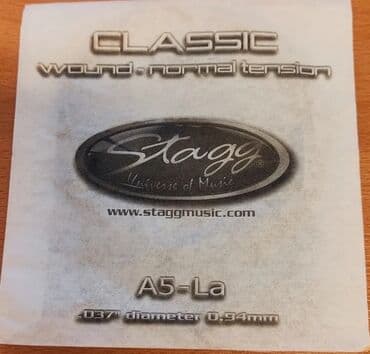 CLASSIC
wound - normal tension
Stagg®
Universe of Music
www.staggmusic.com
A5-La
.037" diameter 0,94mm